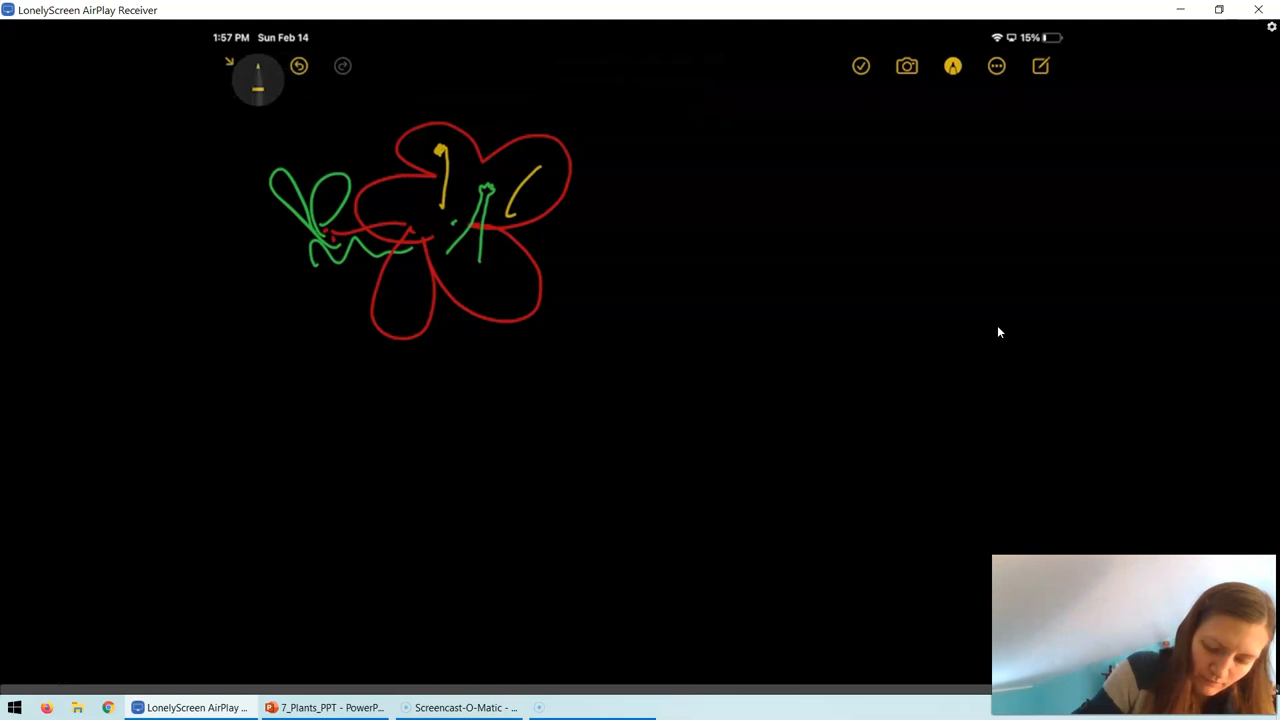 LonelyScreen AirPlay Receiver
1:57 PM Sun Feb 14
15%
LonelyScreen AirPlay ...
7_Plants_PPT - PowerP...
Screencast-O-Matic - ...